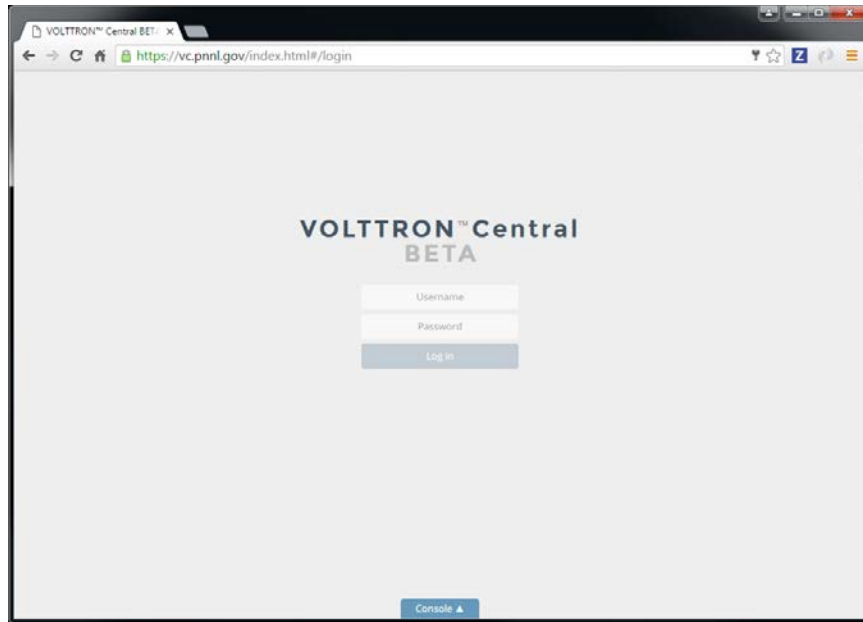 VOLTTRON™ Central BET
https://vc.pnnl.gov/index.html#/login
Z
VOLTTRON™Central
BETA
Username
Password
Log in
Console ▲